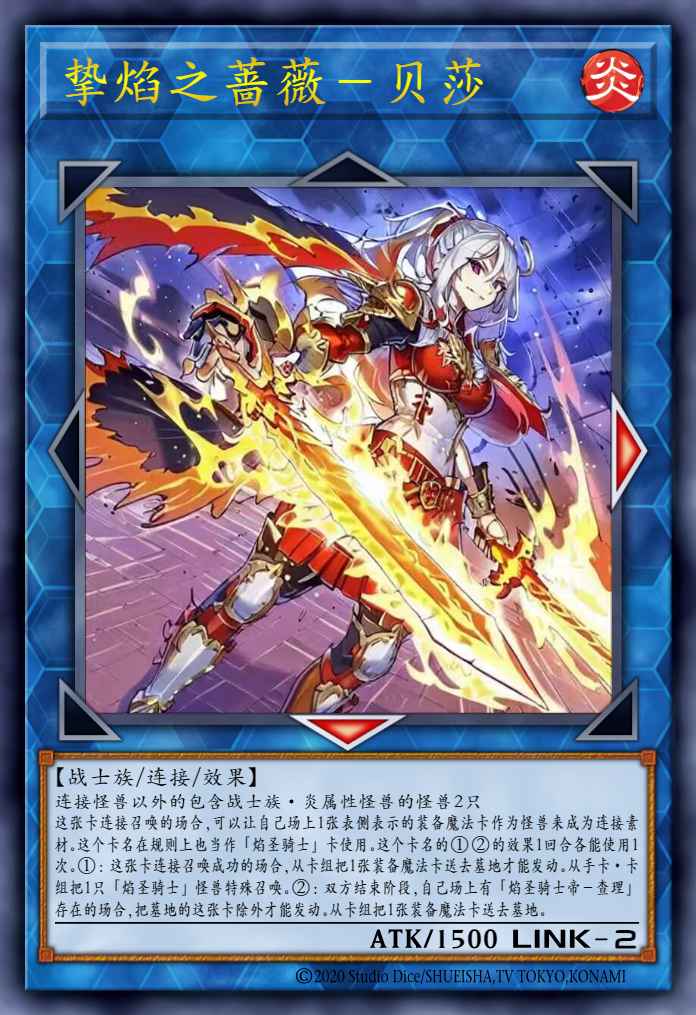 挚焰之蔷薇－贝莎
炎
【战士族/连接/效果】
连接怪兽以外的包含战士族·炎属性怪兽的怪兽2只
这张卡连接召唤的场合,可以让自己场上1张表侧表示的装备魔法卡作为怪兽来成为连接素
材。这个卡名在规则上也当作「焰圣骑士」卡使用。这个卡名的①②的效果1回合各能使用1
次。①：这张卡连接召唤成功的场合,从卡组把1张装备魔法卡送去墓地才能发动。从手卡·卡
组把1只「焰圣骑士」怪兽特殊召唤。②：双方结束阶段,自己场上有「焰圣骑士帝－查理」
存在的场合,把墓地的这张卡除外才能发动。从卡组把1张装备魔法卡送去墓地。
ATK/1500 LINK-2
©2020 Studio Dice/SHUEISHA,TV TOKYO,KONAMI